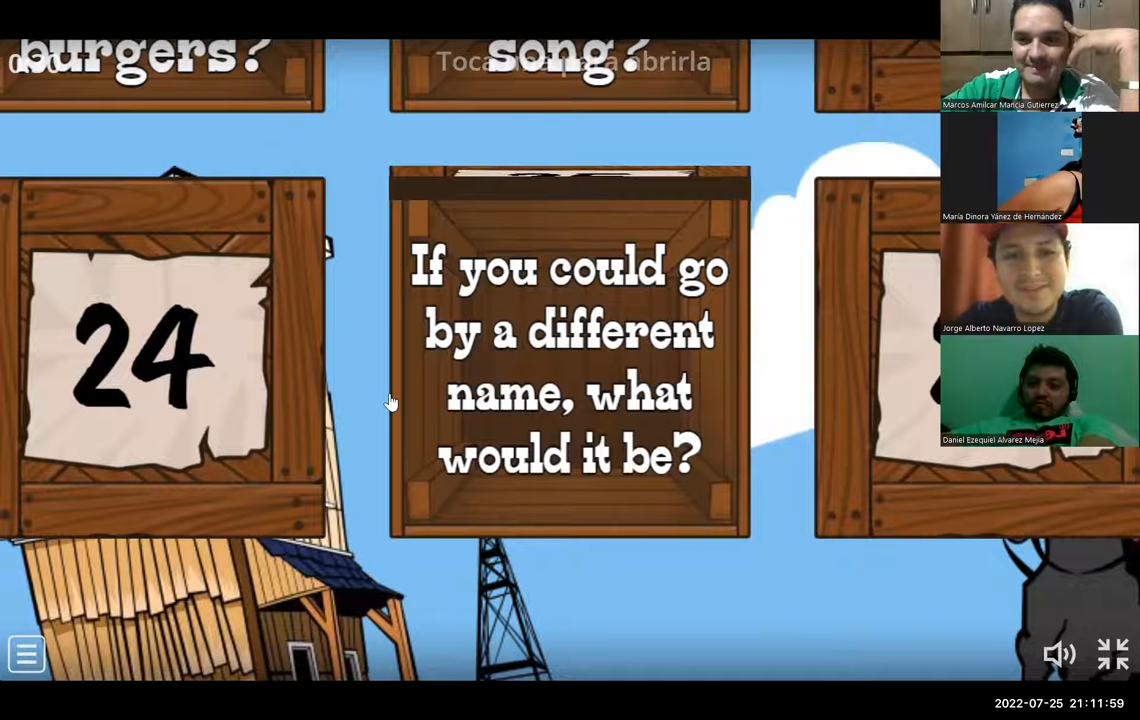 burgers?
song?
Toca
abrirla
24
If you could go
by a different
name, what
would it be?
Marcos Amilcar Mancia Gutierrez
María Dinora Yánez de Hernández
Jorge Alberto Navarro Lopez
Daniel Ezequiel Alvarez Mejia
2022-07-25 21:11:59